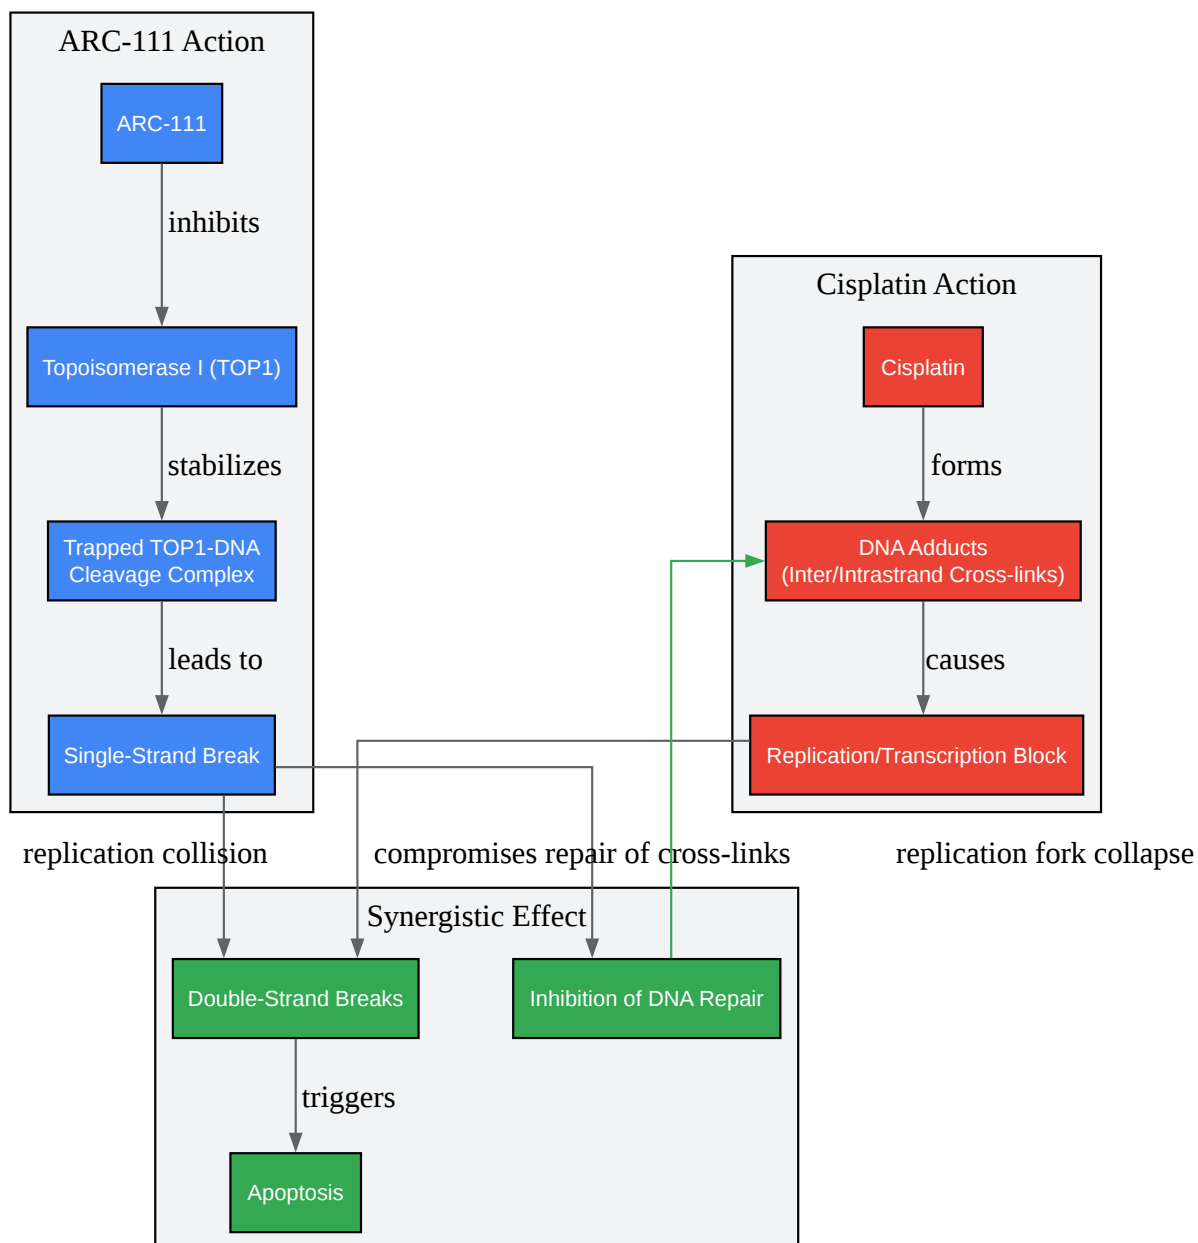 ARC-111 Action
ARC-111
inhibits
Topoisomerase I (TOP1)
stabilizes
Trapped TOP1-DNA
Cleavage Complex
leads to
Single-Strand Break
Cisplatin Action
Cisplatin
forms
DNA Adducts
(Inter/Intrastrand Cross-links)
causes
Replication/Transcription Block
replication collision
compromises repair of cross-links
replication fork collapse
Synergistic Effect
Double-Strand Breaks
Inhibition of DNA Repair
triggers
Apoptosis